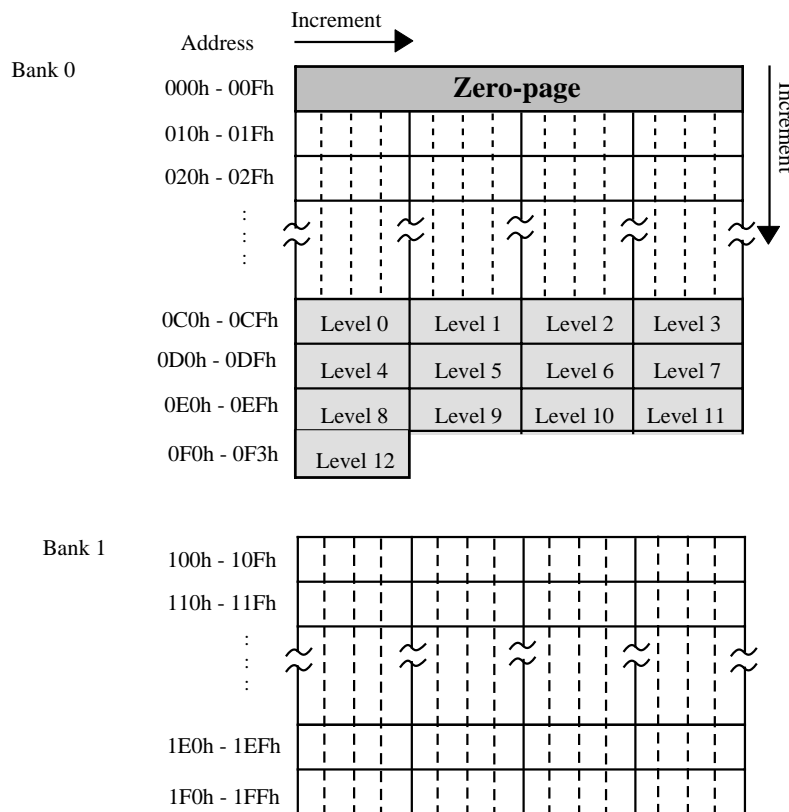 Increment
Address
Bank 0
000h - 00Fh Zero-page
Increment
010h - 01Fh
020h - 02Fh
0C0h - 0CFh Level 0 Level 1 Level 2 Level 3
0D0h - 0DFh Level 4 Level 5 Level 6 Level 7
0E0h - 0EFh Level 8 Level 9 Level 10 Level 11
0F0h - 0F3h Level 12
Bank 1
100h - 10Fh
110h - 11Fh
1E0h - 1EFh
1F0h - 1FFh